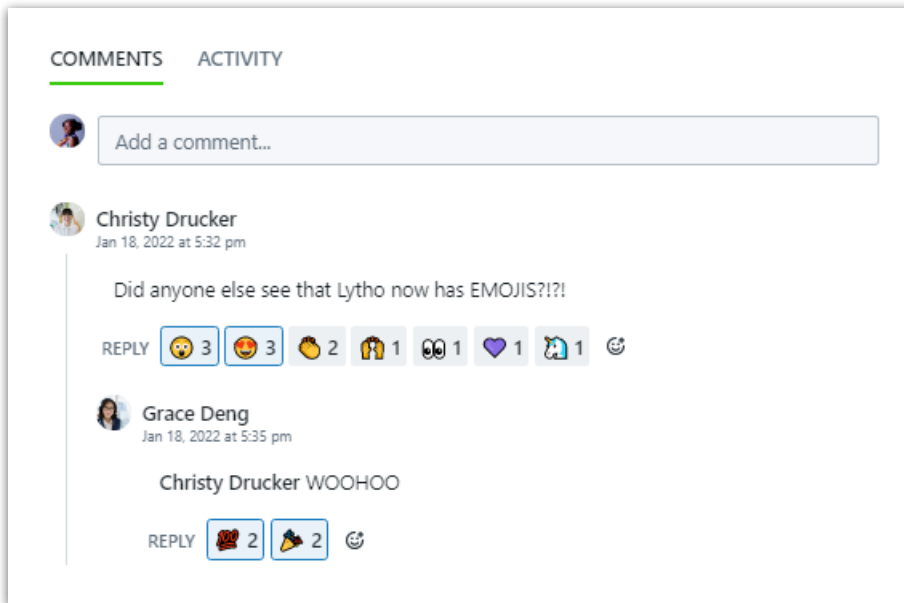 COMMENTS ACTIVITY
Add a comment...
Christy Drucker
Jan 18, 2022 at 5:32 pm
Did anyone else see that Lytho now has EMOJIS?!?!
REPLY 😮 3 😍 3 👏 2 🙌 1 👀 1 💜 1 🦄 1
Grace Deng
Jan 18, 2022 at 5:35 pm
Christy Drucker WOOHOO
REPLY 💯 2 🎉 2